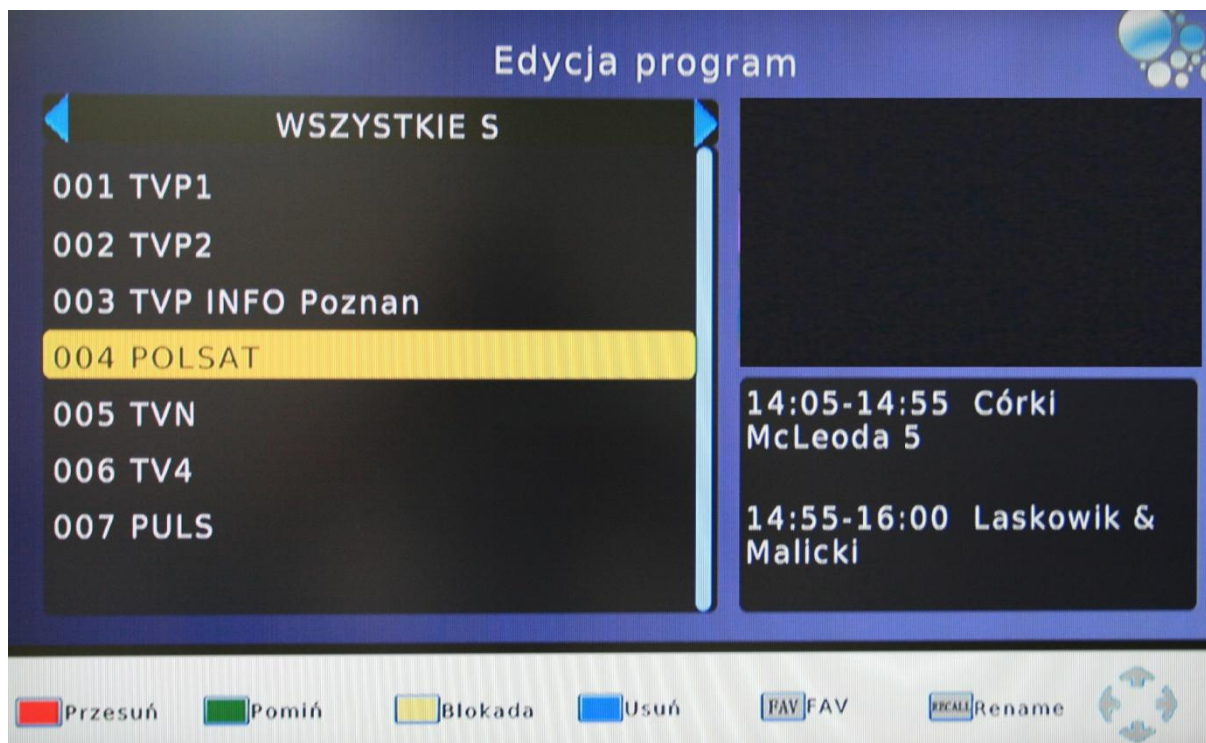 Edycja program
WSZYSTKIE S
001 TVP1
002 TVP2
003 TVP INFO Poznan
004 POLSAT
005 TVN
006 TV4
007 PULS
14:05-14:55 Córki
McLeoda 5
14:55-16:00 Laskowik &
Malicki
Przesuń Pomiń Blokada Usuń FAV FAV RECALL Rename